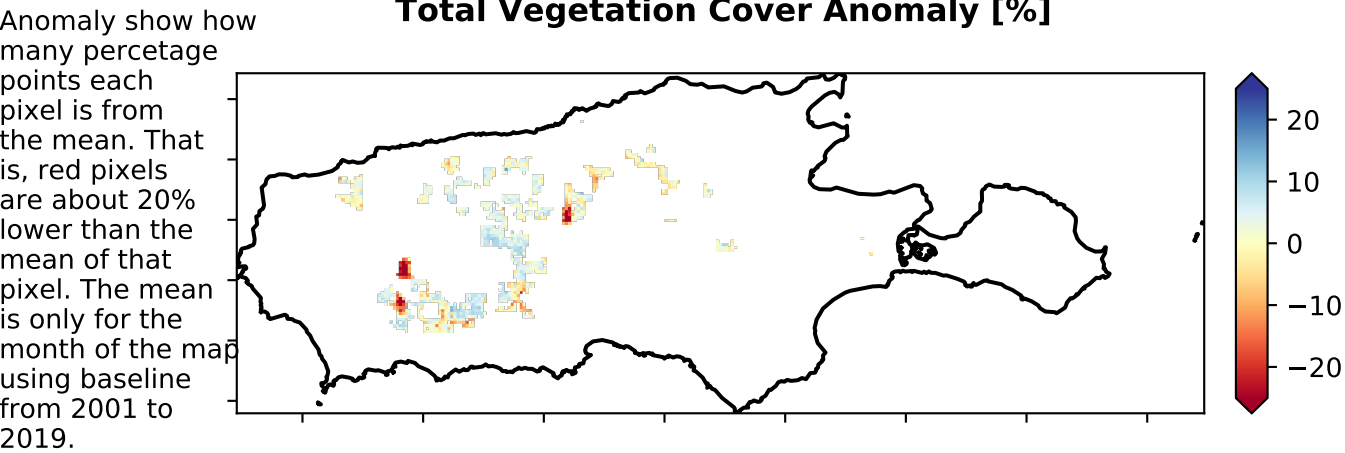 Total Vegetation Cover Anomaly [%]
Anomaly show how
many percetage
points each
pixel is from
the mean. That
is, red pixels
are about 20%
lower than the
mean of that
pixel. The mean
is only for the
month of the map
using baseline
from 2001 to
2019.
20
10
0
−10
−20